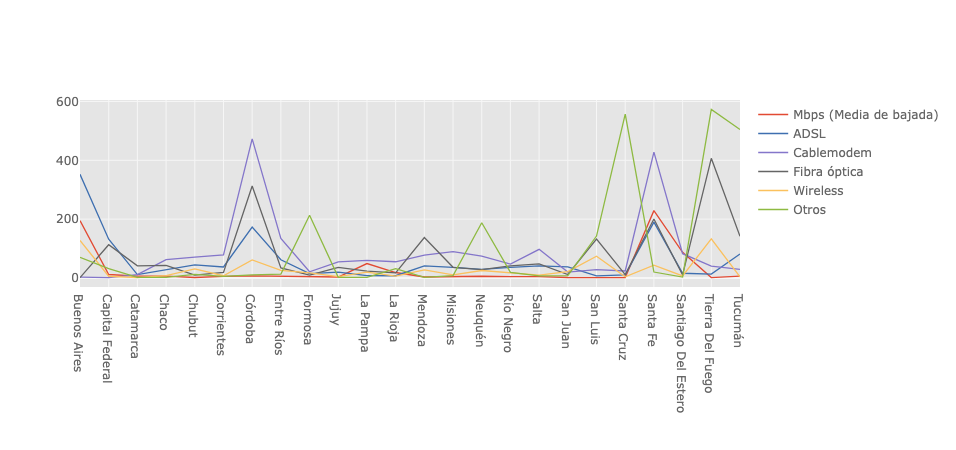 600
400
200
0
Buenos Aires
Capital Federal
Catamarca
Chaco
Chubut
Corrientes
Córdoba
Entre Ríos
Formosa
Jujuy
La Pampa
La Rioja
Mendoza
Misiones
Neuquén
Río Negro
Salta
San Juan
San Luis
Santa Cruz
Santa Fe
Santiago Del Estero
Tierra Del Fuego
Tucumán
Mbps (Media de bajada)
ADSL
Cablemodem
Fibra óptica
Wireless
Otros